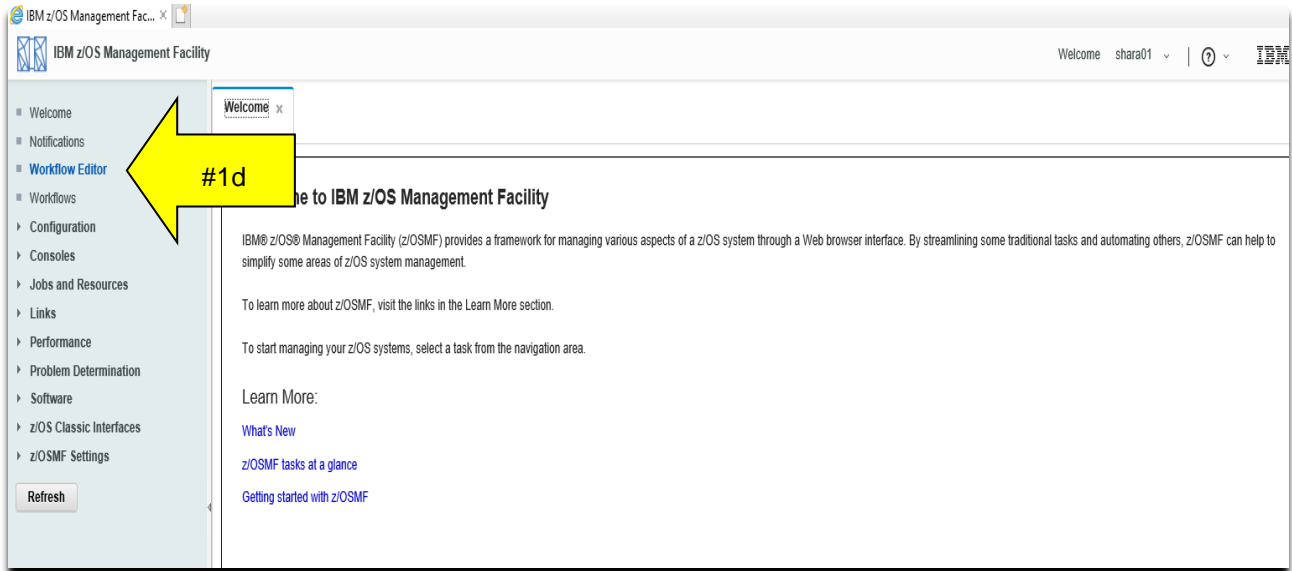 IBM z/OS Management Fac... ×
IBM z/OS Management Facility
Welcome shara01
?
IBM
Welcome
Notifications
Workflow Editor
Workflows
Configuration
Consoles
Jobs and Resources
Links
Performance
Problem Determination
Software
z/OS Classic Interfaces
z/OSMF Settings
Refresh
#1d
Welcome x
to IBM z/OS Management Facility
IBM® z/OS® Management Facility (z/OSMF) provides a framework for managing various aspects of a z/OS system through a Web browser interface. By streamlining some traditional tasks and automating others, z/OSMF can help to
simplify some areas of z/OS system management.
To learn more about z/OSMF, visit the links in the Learn More section.
To start managing your z/OS systems, select a task from the navigation area.
Learn More:
What's New
z/OSMF tasks at a glance
Getting started with z/OSMF